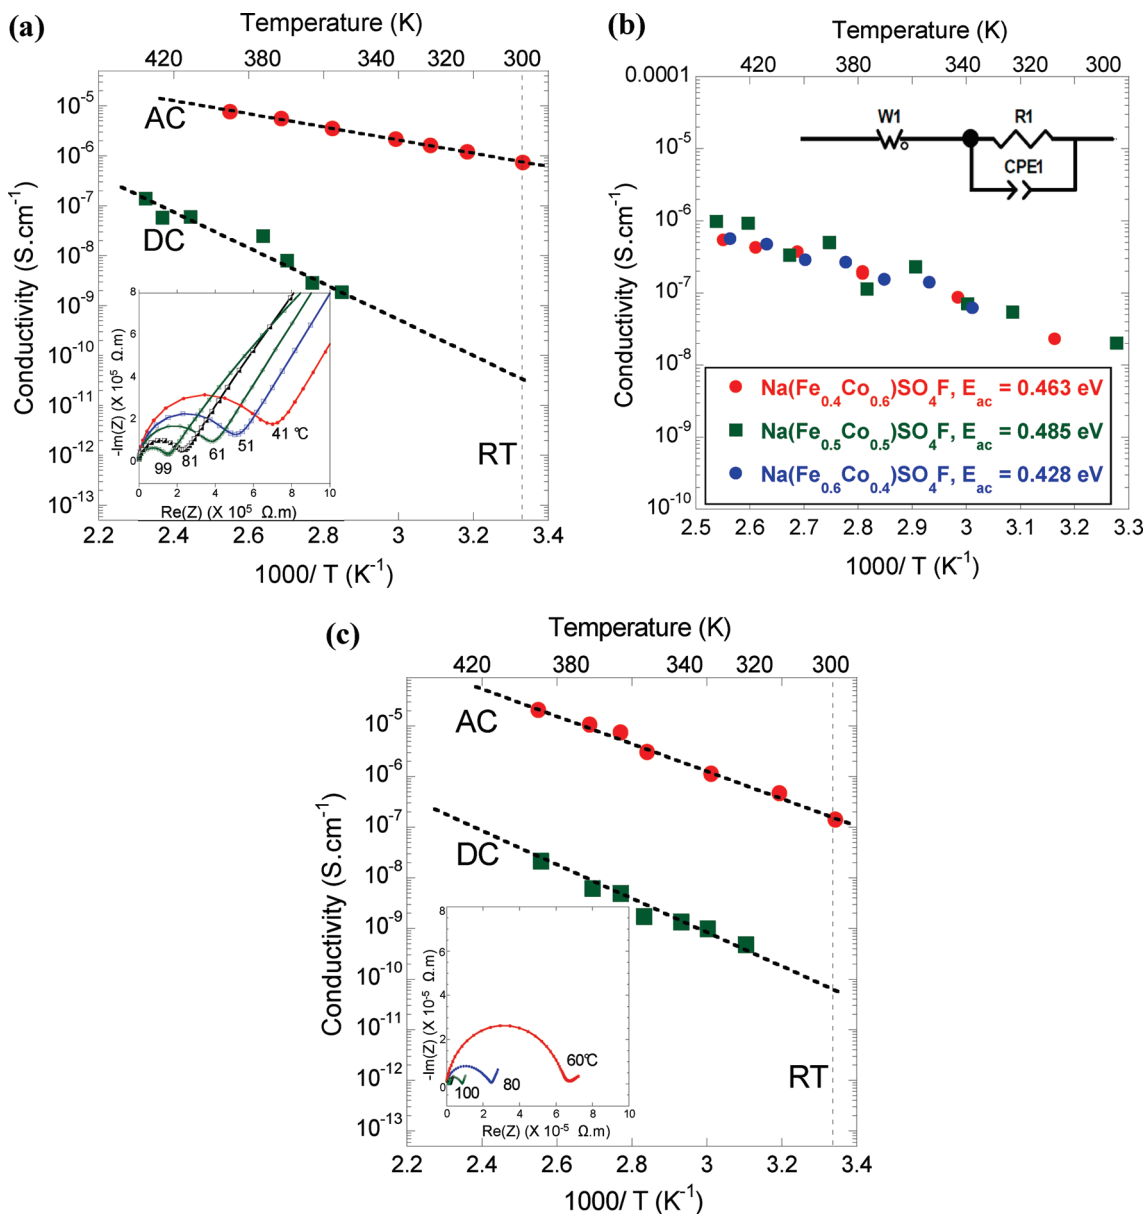 (a)
Temperature (K)
420 380 360 340 320 300
Conductivity (S.cm⁻¹)
10⁻⁵
10⁻⁶
10⁻⁷
10⁻⁸
10⁻⁹
10⁻¹⁰
10⁻¹¹
10⁻¹²
10⁻¹³
AC
DC
RT
-Im(Z) (X 10⁵ Ω.m)
8
6
4
2
0
41 ºC
51
61
81
99
0 2 4 6 8 10
Re(Z) (X 10⁵ Ω.m)
2.2 2.4 2.6 2.8 3 3.2 3.4
1000/ T (K⁻¹)
(b)
Temperature (K)
420 400 380 360 340 320 300
Conductivity (S.cm⁻¹)
0.0001
10⁻⁵
10⁻⁶
10⁻⁷
10⁻⁸
10⁻⁹
10⁻¹⁰
W1
R1
CPE1
Na(Fe₀.₄Co₀.₆)SO₄F, Eac = 0.463 eV
Na(Fe₀.₅Co₀.₅)SO₄F, Eac = 0.485 eV
Na(Fe₀.₆Co₀.₄)SO₄F, Eac = 0.428 eV
2.5 2.6 2.7 2.8 2.9 3 3.1 3.2 3.3
1000/ T (K⁻¹)
(c)
Temperature (K)
420 380 360 340 320 300
Conductivity (S.cm⁻¹)
10⁻⁵
10⁻⁶
10⁻⁷
10⁻⁸
10⁻⁹
10⁻¹⁰
10⁻¹¹
10⁻¹²
10⁻¹³
AC
DC
RT
-Im(Z) (X 10⁻⁵ Ω.m)
8
6
4
2
0
60ºC
80
100
0 2 4 6 8 10
Re(Z) (X 10⁻⁵ Ω.m)
2.2 2.4 2.6 2.8 3 3.2 3.4
1000/ T (K⁻¹)